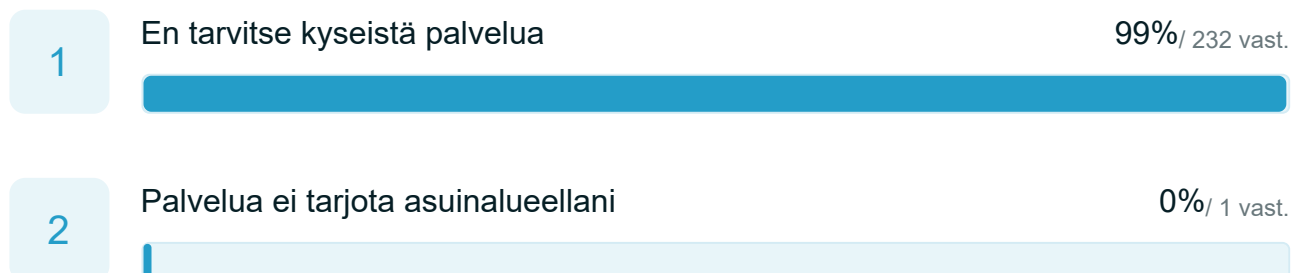 1 En tarvitse kyseistä palvelua 99% / 232 vast.
2 Palvelua ei tarjota asuinalueellani 0% / 1 vast.